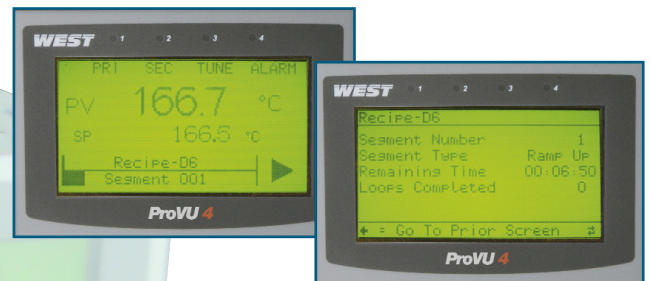 WEST 1 2 3 4
PRI SEC TUNE ALARM
PV 166.7 °C
SP 166.5 °C
Recipe-D6
Segment 001
ProVU 4
WEST 1 2 3 4
Recipe-D6
Segment Number 1
Segment Type Ramp Up
Remaining Time 00:06:50
Loops Completed 0
← = Go To Prior Screen
ProVU 4